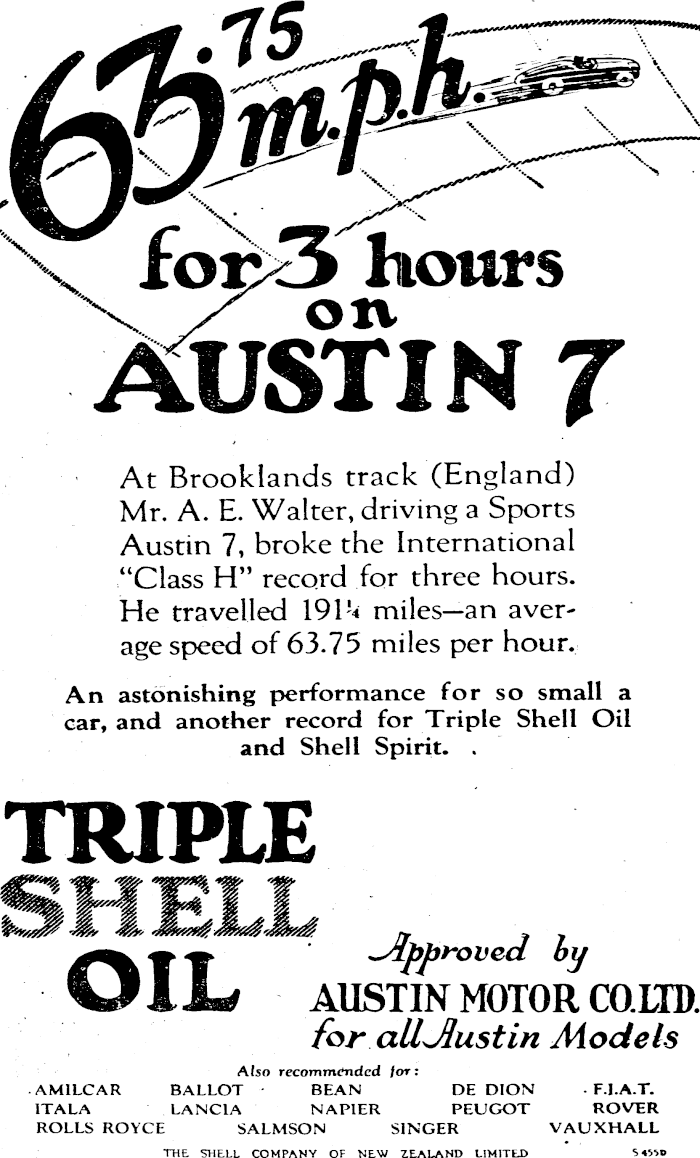 63.75 m.p.h.
for 3 hours
on
AUSTIN 7
At Brooklands track (England)
Mr. A. E. Walter, driving a Sports
Austin 7, broke the International
“Class H” record for three hours.
He travelled 191¼ miles—an aver-
age speed of 63.75 miles per hour.
An astonishing performance for so small a
car, and another record for Triple Shell Oil
and Shell Spirit.
TRIPLE
SHELL
OIL
Approved by
AUSTIN MOTOR CO. LTD.
for all Austin Models
Also recommended for:
AMILCAR BALLOT BEAN DE DION F.I.A.T.
ITALA LANCIA NAPIER PEUGOT ROVER
ROLLS ROYCE SALMSON SINGER VAUXHALL
THE SHELL COMPANY OF NEW ZEALAND LIMITED S 455D